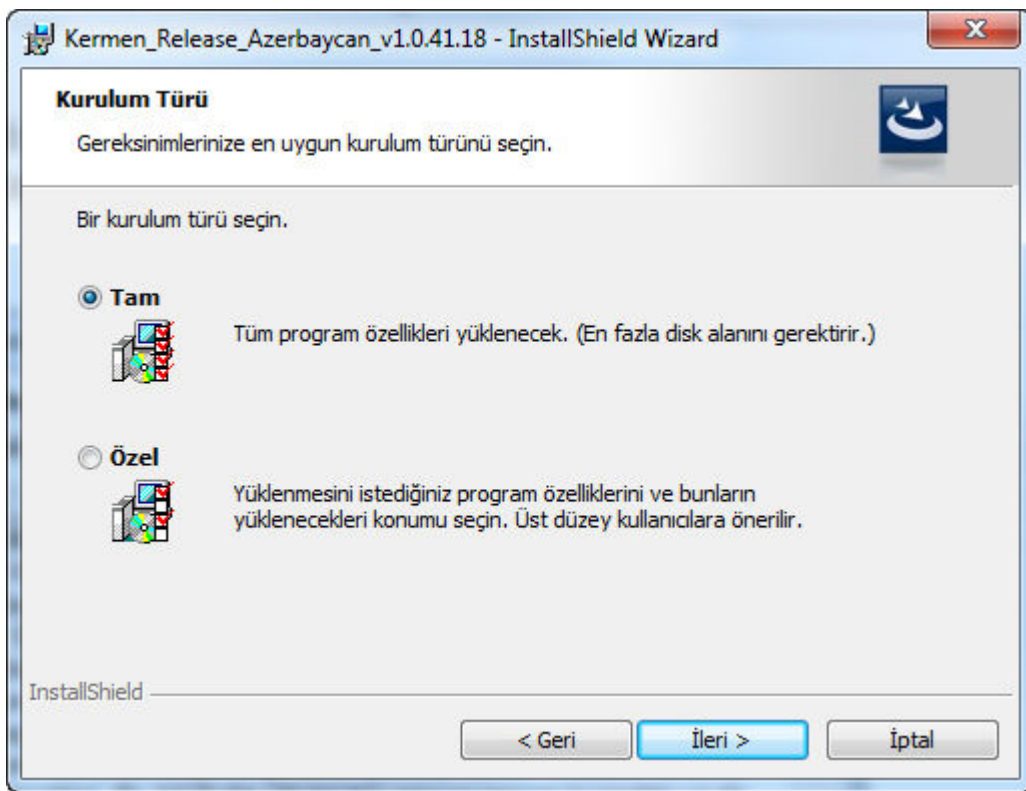 Kermen_Release_Azerbaycan_v1.0.41.18 - InstallShield Wizard
Kurulum Türü
Gereksinimlerinize en uygun kurulum türünü seçin.
Bir kurulum türü seçin.
Tam
Tüm program özellikleri yüklenecek. (En fazla disk alanını gerektirir.)
Özel
Yüklenmesini istediğiniz program özelliklerini ve bunların
yüklenecekleri konumu seçin. Üst düzey kullanıcılara önerilir.
InstallShield
< Geri
İleri >
İptal